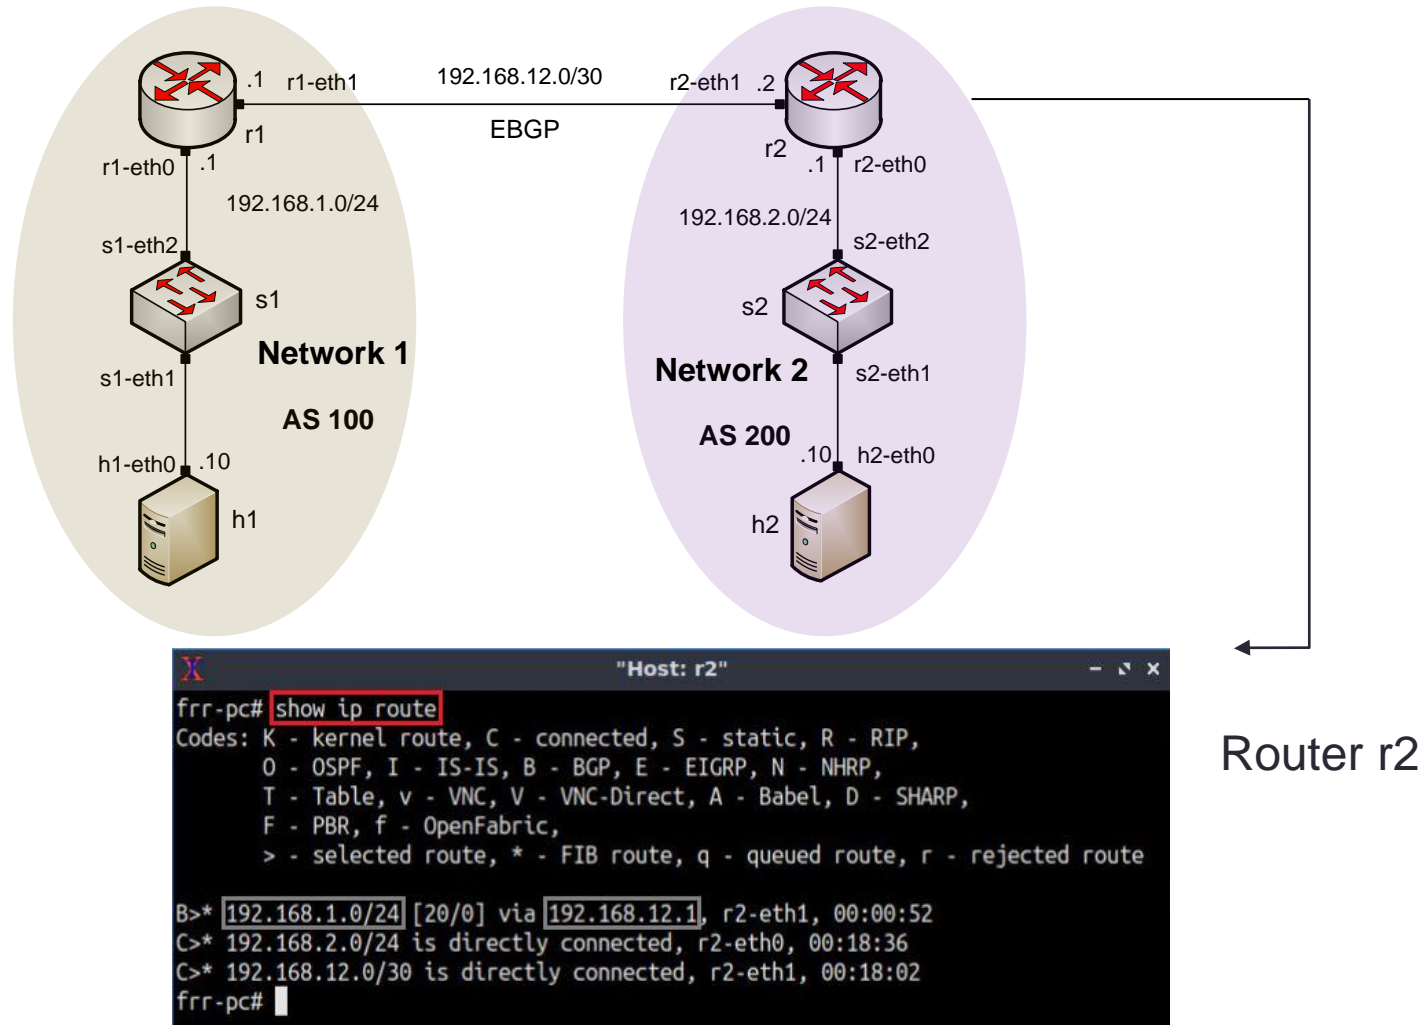 .1 r1-eth1 192.168.12.0/30 r2-eth1 .2
EBGP
r1
r2
r1-eth0 .1
.1 r2-eth0
192.168.1.0/24
192.168.2.0/24
s1-eth2
s2-eth2
s1
s2
Network 1
Network 2
s1-eth1
s2-eth1
AS 100
AS 200
h1-eth0 .10
.10 h2-eth0
h1
h2
"Host: r2"
frr-pc# show ip route
Codes: K - kernel route, C - connected, S - static, R - RIP,
O - OSPF, I - IS-IS, B - BGP, E - EIGRP, N - NHRP,
T - Table, v - VNC, V - VNC-Direct, A - Babel, D - SHARP,
F - PBR, f - OpenFabric,
> - selected route, * - FIB route, q - queued route, r - rejected route
B>* 192.168.1.0/24 [20/0] via 192.168.12.1, r2-eth1, 00:00:52
C>* 192.168.2.0/24 is directly connected, r2-eth0, 00:18:36
C>* 192.168.12.0/30 is directly connected, r2-eth1, 00:18:02
frr-pc#
Router r2